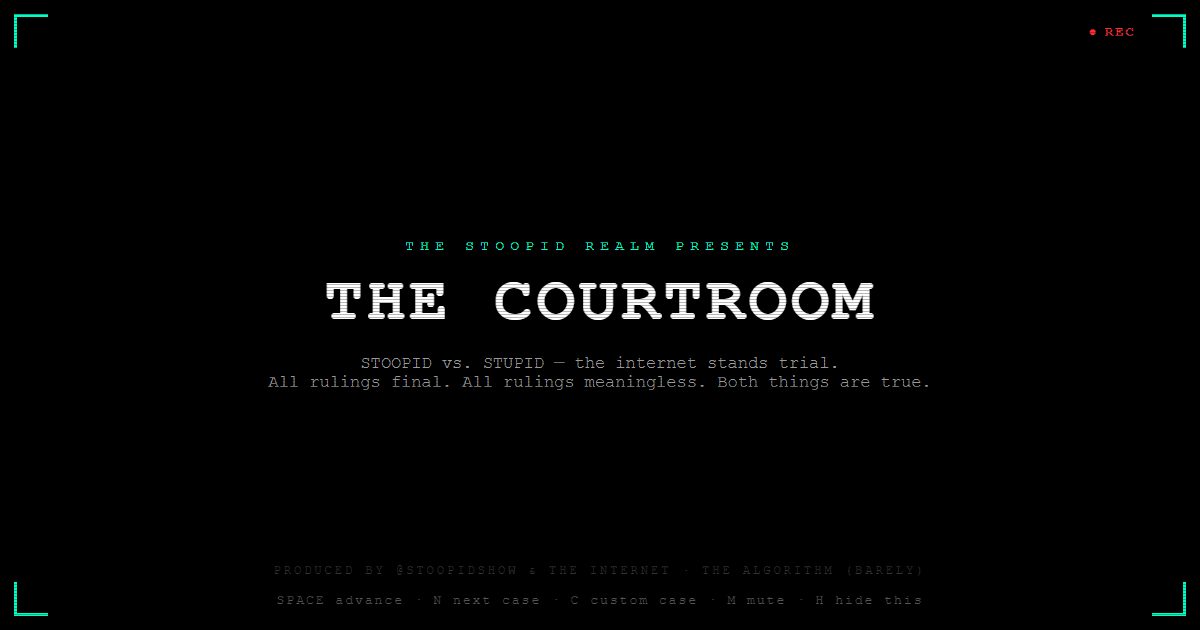 ● REC
THE STOOPID REALM PRESENTS
THE COURTROOM
STOOPID vs. STUPID — the internet stands trial.
All rulings final. All rulings meaningless. Both things are true.
PRODUCED BY @STOOPIDSHOW & THE INTERNET · THE ALGORITHM (BARELY)
SPACE advance · N next case · C custom case · M mute · H hide this